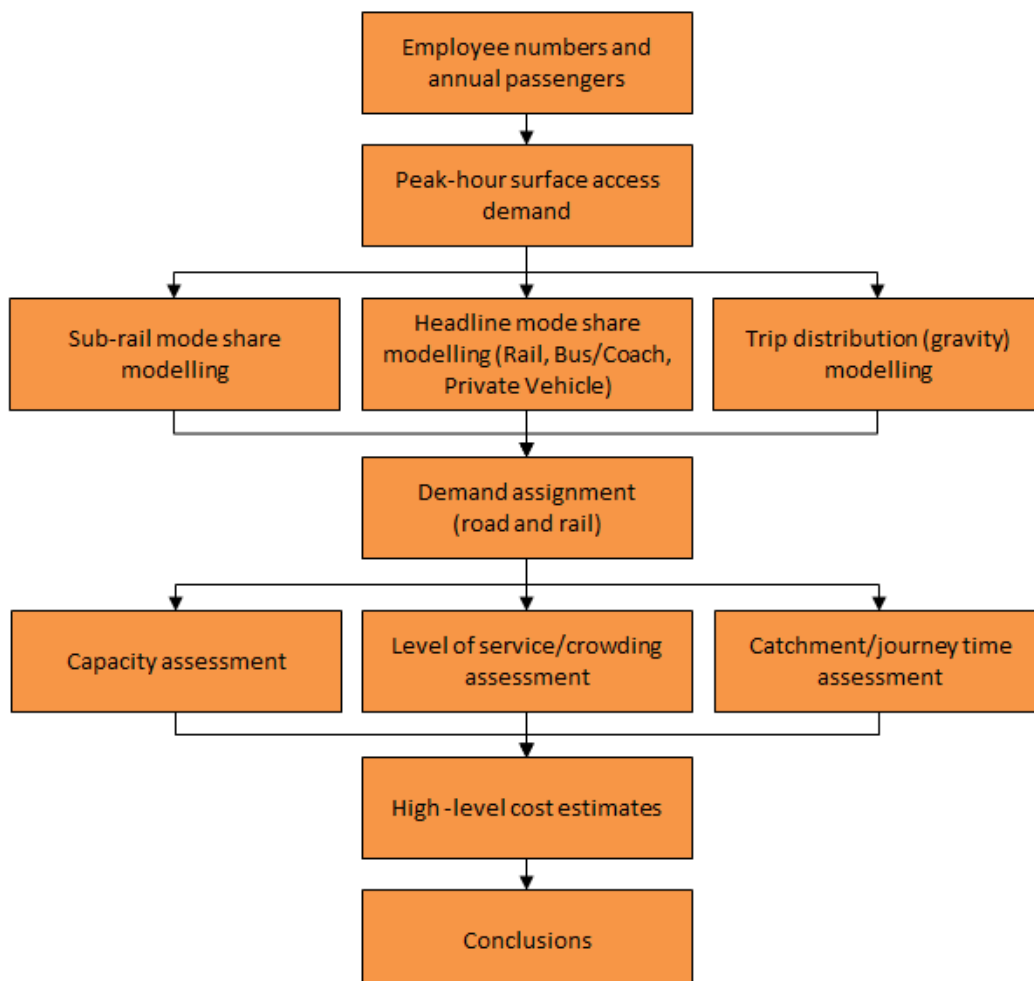 Employee numbers and
annual passengers
Peak-hour surface access
demand
Sub-rail mode share
modelling
Headline mode share
modelling (Rail, Bus/Coach,
Private Vehicle)
Trip distribution (gravity)
modelling
Demand assignment
(road and rail)
Capacity assessment
Level of service/crowding
assessment
Catchment/journey time
assessment
High -level cost estimates
Conclusions